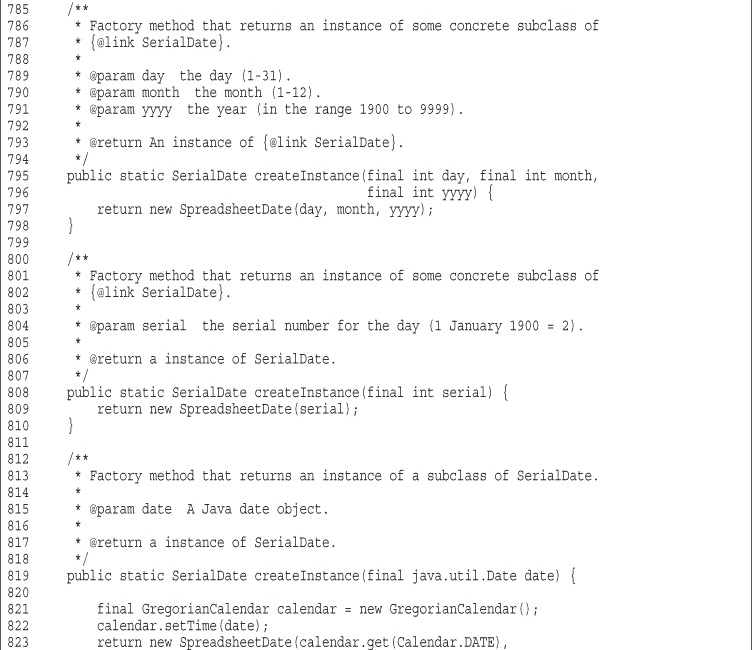 785     /**
786      * Factory method that returns an instance of some concrete subclass of
787      * {@link SerialDate}.
788      *
789      * @param day  the day (1-31).
790      * @param month  the month (1-12).
791      * @param yyyy  the year (in the range 1900 to 9999).
792      *
793      * @return An instance of {@link SerialDate}.
794      */
795     public static SerialDate createInstance(final int day, final int month,
796                                             final int yyyy) {
797         return new SpreadsheetDate(day, month, yyyy);
798     }
799
800     /**
801      * Factory method that returns an instance of some concrete subclass of
802      * {@link SerialDate}.
803      *
804      * @param serial  the serial number for the day (1 January 1900 = 2).
805      *
806      * @return a instance of SerialDate.
807      */
808     public static SerialDate createInstance(final int serial) {
809         return new SpreadsheetDate(serial);
810     }
811
812     /**
813      * Factory method that returns an instance of a subclass of SerialDate.
814      *
815      * @param date  A Java date object.
816      *
817      * @return a instance of SerialDate.
818      */
819     public static SerialDate createInstance(final java.util.Date date) {
820
821         final GregorianCalendar calendar = new GregorianCalendar();
822         calendar.setTime(date);
823         return new SpreadsheetDate(calendar.get(Calendar.DATE),